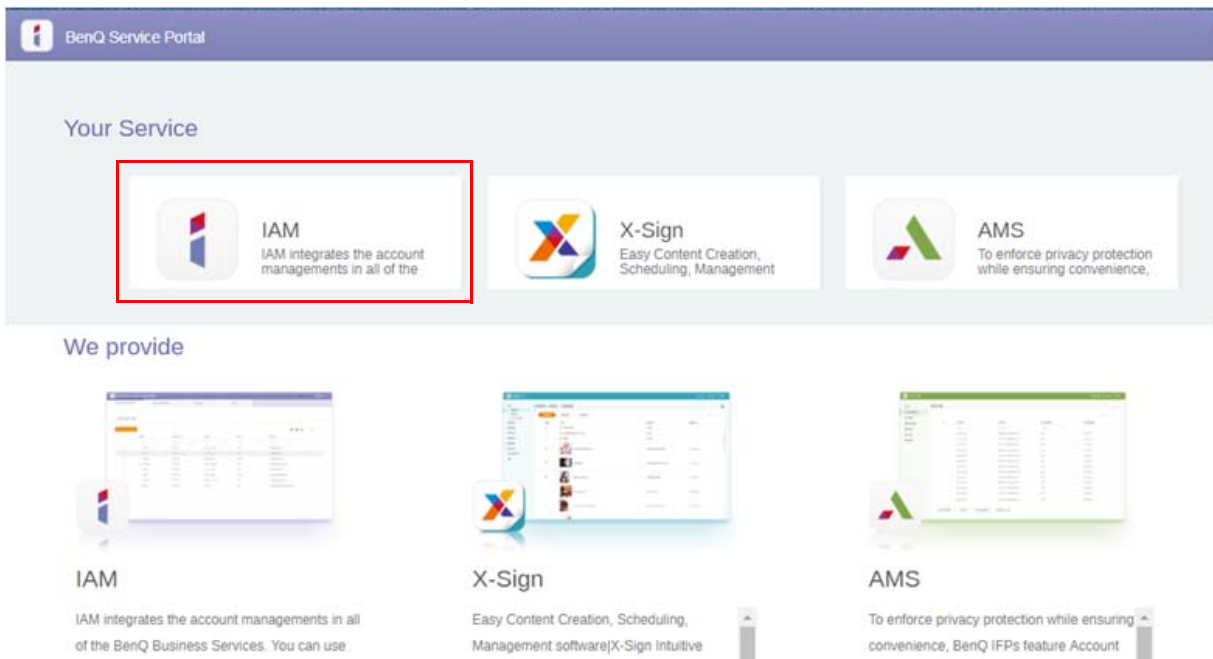 BenQ Service Portal
Your Service
IAM
IAM integrates the account
managements in all of the
X-Sign
Easy Content Creation,
Scheduling, Management
AMS
To enforce privacy protection
while ensuring convenience,
We provide
IAM
IAM integrates the account managements in all
of the BenQ Business Services. You can use
X-Sign
Easy Content Creation, Scheduling,
Management software|X-Sign Intuitive
AMS
To enforce privacy protection while ensuring
convenience, BenQ IFPs feature Account